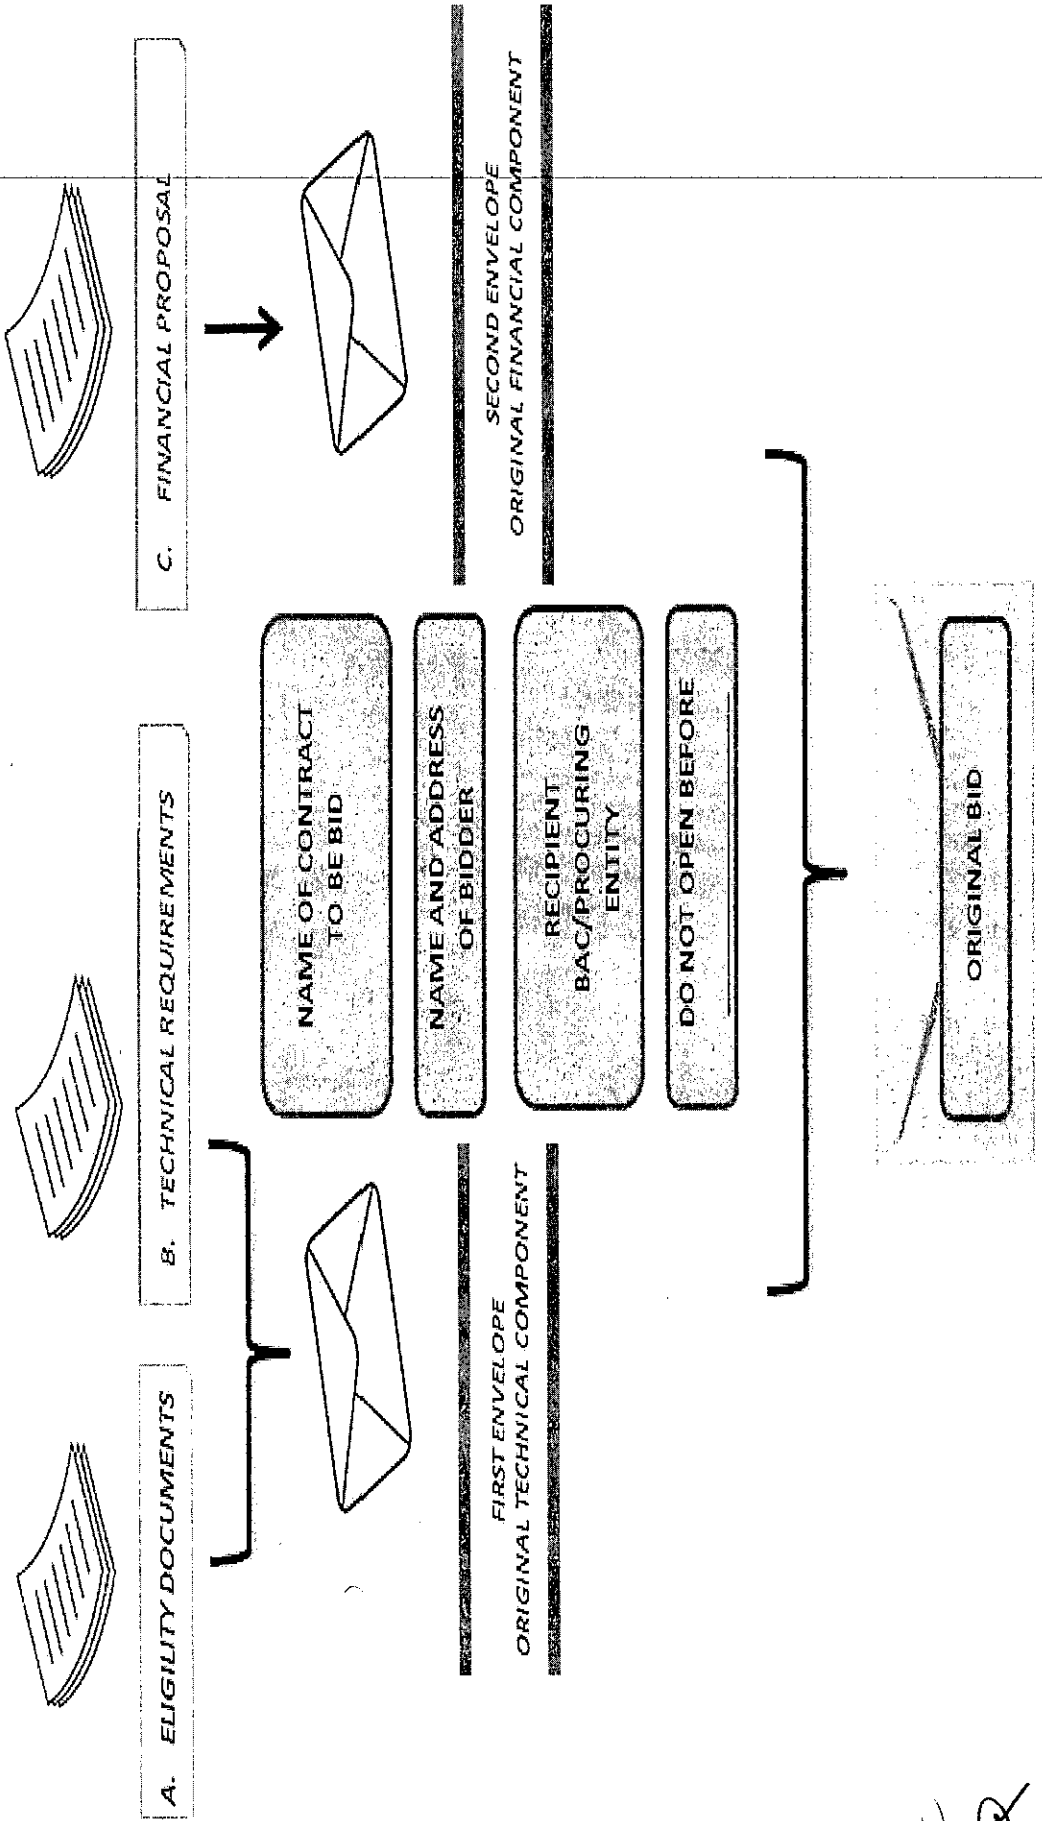 A. ELIGILITY DOCUMENTS
B. TECHNICAL REQUIREMENTS
C. FINANCIAL PROPOSAL
NAME OF CONTRACT
TO BE BID
NAME AND ADDRESS
OF BIDDER
RECIPIENT
BAC/PROCURING
ENTITY
DO NOT OPEN BEFORE
FIRST ENVELOPE
ORIGINAL TECHNICAL COMPONENT
SECOND ENVELOPE
ORIGINAL FINANCIAL COMPONENT
ORIGINAL BID